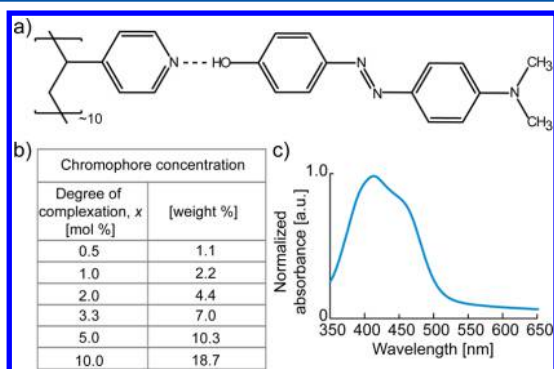 a)
N
HO
N
N
N
CH₃
CH₃
~10
b)
Chromophore concentration
Degree of complexation, x [mol %]
[weight %]
0.5 1.1
1.0 2.2
2.0 4.4
3.3 7.0
5.0 10.3
10.0 18.7
c)
Normalized
absorbance [a.u.]
1.0
0
350 400 450 500 550 600 650
Wavelength [nm]